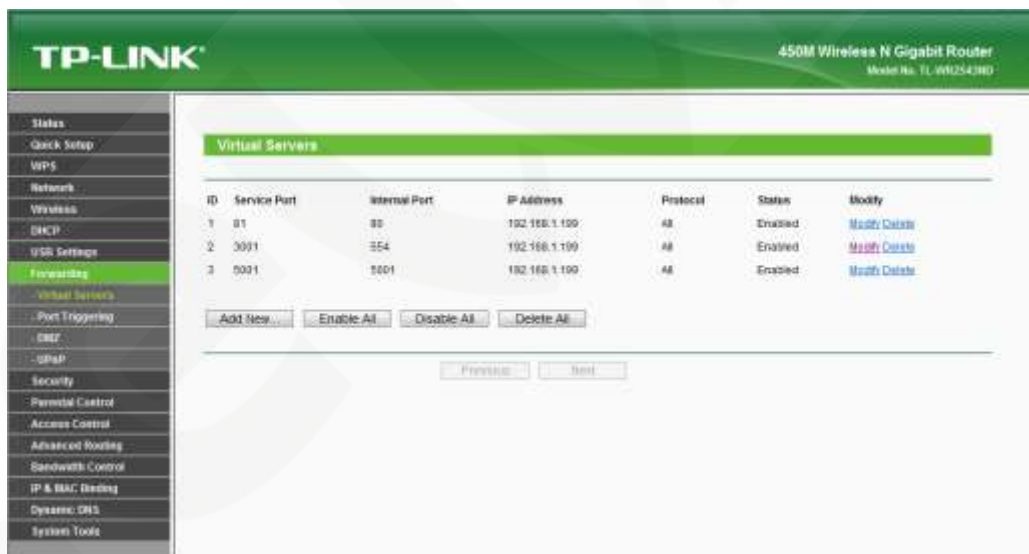 TP-LINK
450M Wireless N Gigabit Router
Model No. TL-WR2543ND
Status
Quick Setup
WPS
Network
Wireless
DHCP
USB Settings
Forwarding
- Virtual Servers
- Port Triggering
- DMZ
- UPnP
Security
Parental Control
Access Control
Advanced Routing
Bandwidth Control
IP & MAC Binding
Dynamic DNS
System Tools
Virtual Servers
ID Service Port Internal Port IP Address Protocol Status Modify
1 81 80 192.168.1.199 All Enabled Modify Delete
2 3001 554 192.168.1.199 All Enabled Modify Delete
3 5001 5001 192.168.1.199 All Enabled Modify Delete
Add New... Enable All Disable All Delete All
Previous Next